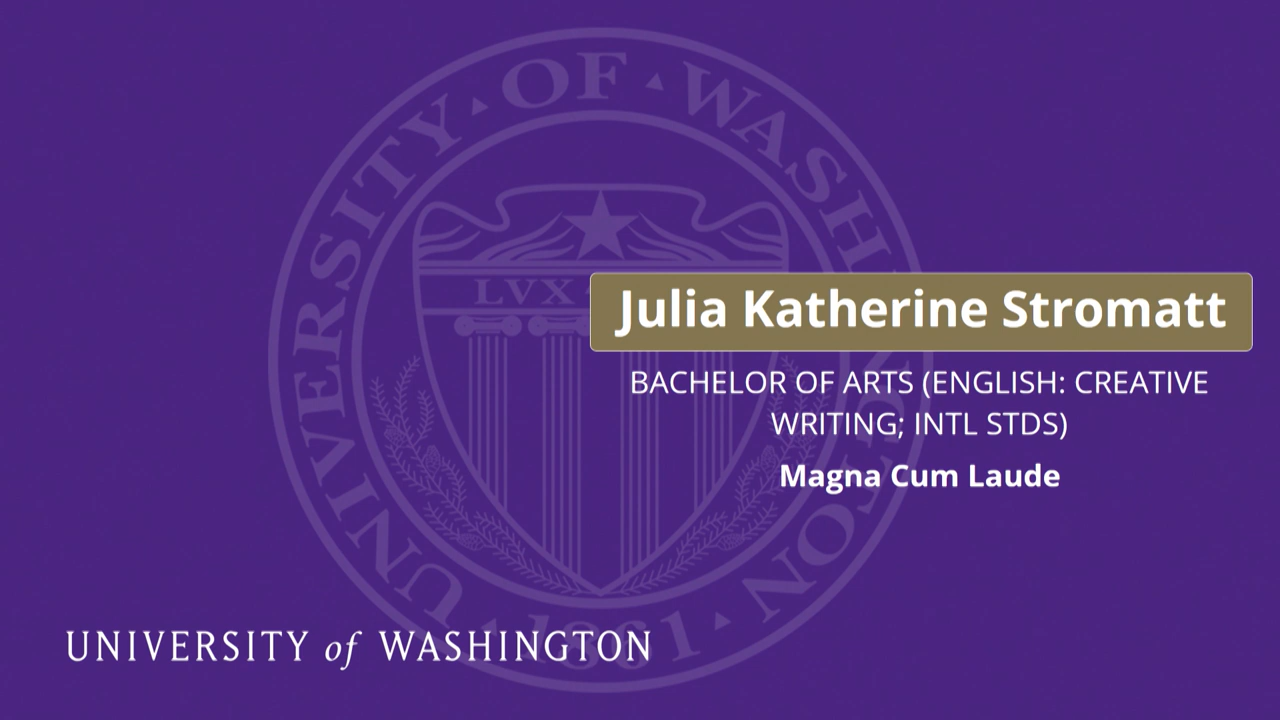 UNIVERSITY OF WASHINGTON
LVX
1861
Julia Katherine Stromatt
BACHELOR OF ARTS (ENGLISH: CREATIVE
WRITING; INTL STDS)
Magna Cum Laude
UNIVERSITY of WASHINGTON